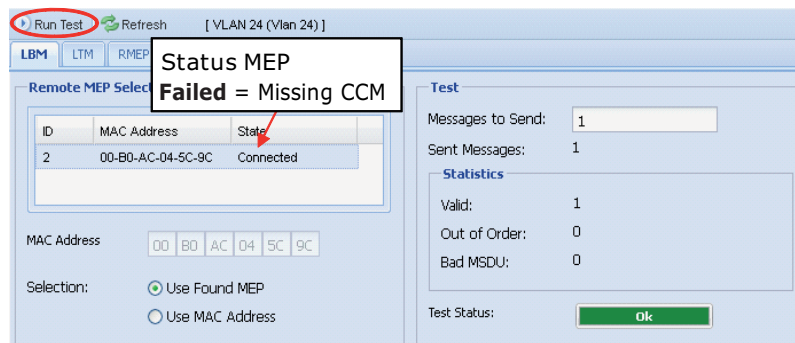 Run Test Refresh [ VLAN 24 (Vlan 24) ]
LBM LTM RMEP
Status MEP
Failed = Missing CCM
Remote MEP Select
ID MAC Address State
2 00-B0-AC-04-5C-9C Connected
MAC Address 00 B0 AC 04 5C 9C
Selection: Use Found MEP
Use MAC Address
Test
Messages to Send: 1
Sent Messages: 1
Statistics
Valid: 1
Out of Order: 0
Bad MSDU: 0
Test Status: Ok